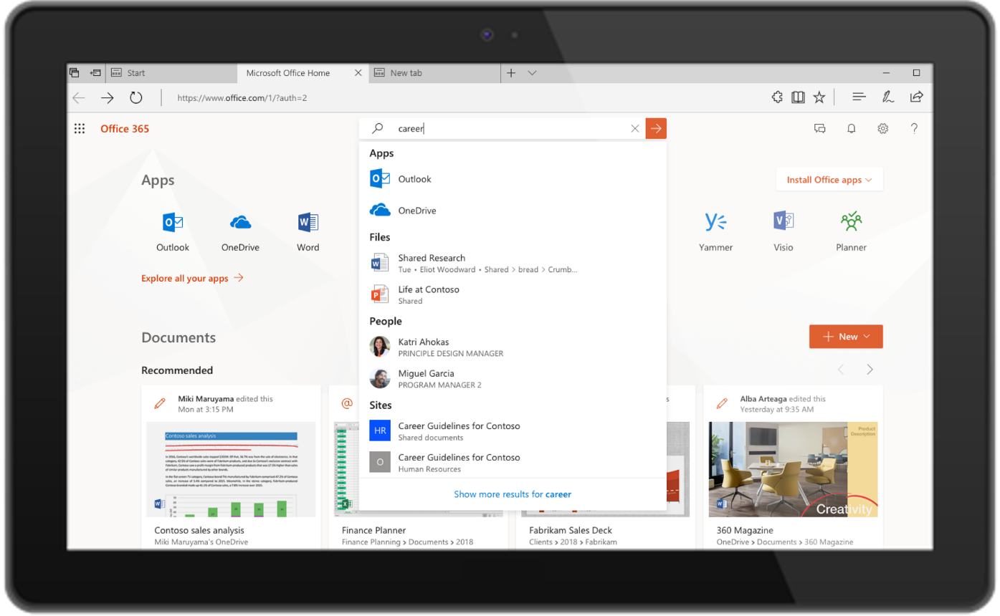 Start
Microsoft Office Home
New tab
https://www.office.com/1/?auth=2
Office 365
career
Apps
Outlook
OneDrive
Files
Shared Research
Tue • Eliot Woodward • Shared > bread > Crumb...
Life at Contoso
Shared
People
Katri Ahokas
PRINCIPLE DESIGN MANAGER
Miguel Garcia
PROGRAM MANAGER 2
Sites
HR
Career Guidelines for Contoso
Shared documents
O
Career Guidelines for Contoso
Human Resources
Show more results for career
Apps
Install Office apps
Outlook
OneDrive
Word
Yammer
Visio
Planner
Explore all your apps
Documents
New
Recommended
Miki Maruyama edited this
Mon at 3:15 PM
Contoso sales analysis
Contoso sales analysis
Miki Maruyama's OneDrive
Finance Planner
Finance Planning > Documents > 2018
Fabrikam Sales Deck
Clients > 2018 > Fabrikam
Alba Arteaga edited this
Yesterday at 9:35 AM
Product
Description
Creativity
360 Magazine
OneDrive > Documents > 360 Magazine